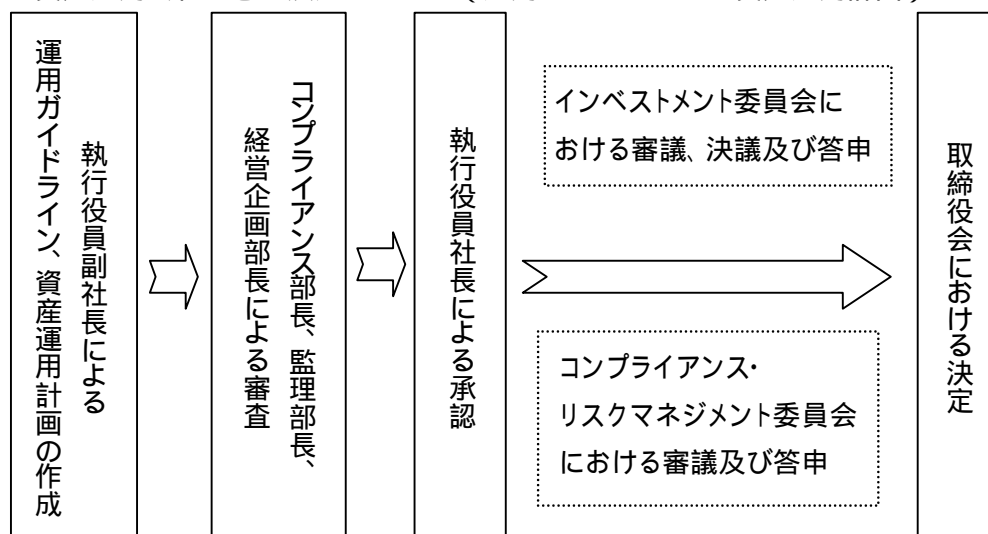 執行役員副社長による
運用ガイドライン、資産運用計画の作成
コンプライアンス部長、監理部長、
経営企画部長による審査
執行役員社長による承認
インベストメント委員会に
おける審議、決議及び答申
コンプライアンス・
リスクマネジメント委員会
における審議及び答申
取締役会における決定